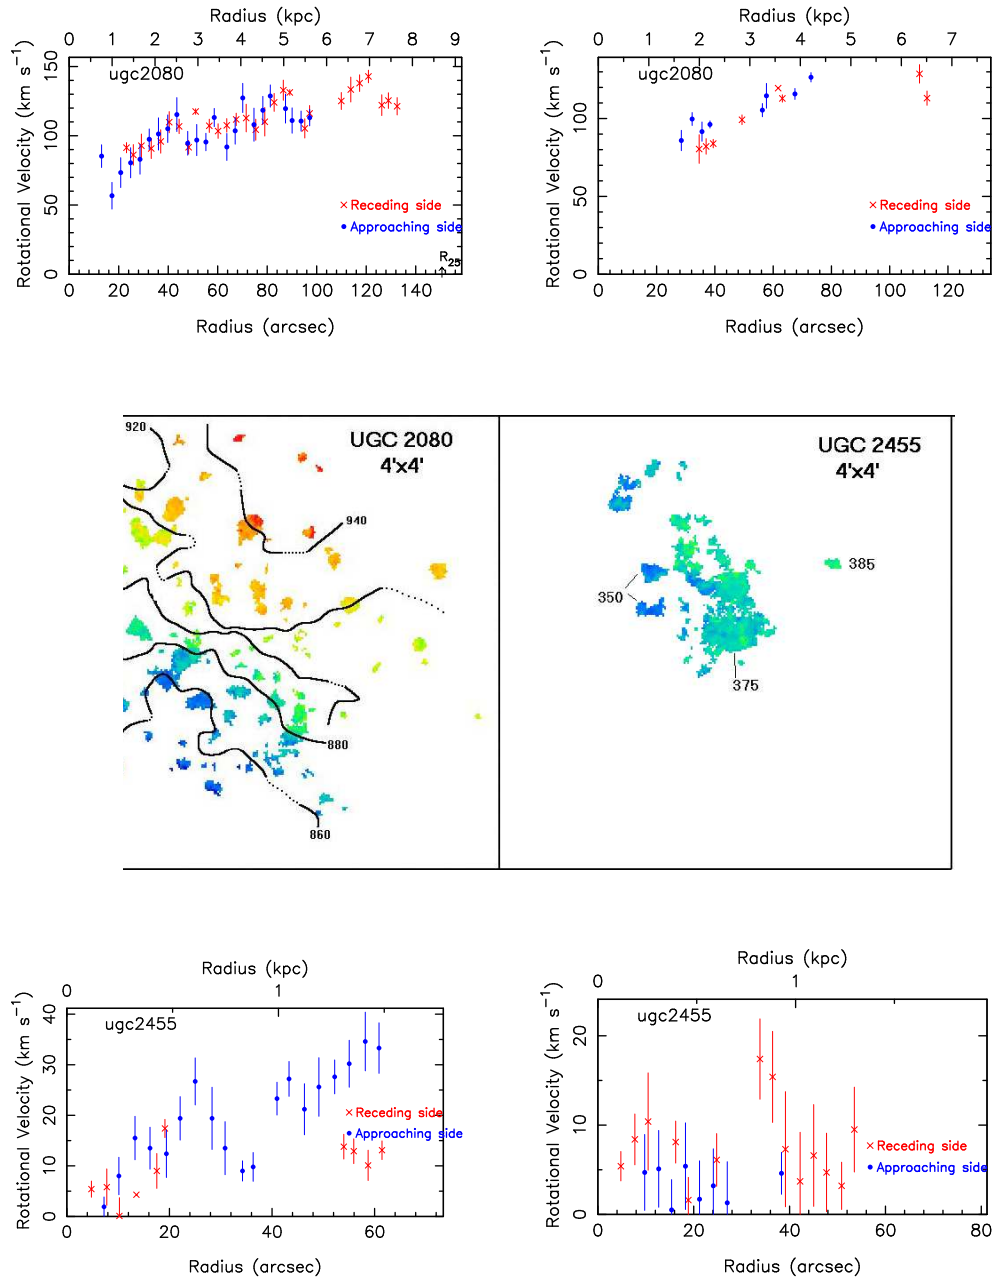 Radius (kpc)
0 1 2 3 4 5 6 7 8 9
Rotational Velocity (km s⁻¹)
0 50 100 150
ugc2080
× Receding side
• Approaching side
R25
0 20 40 60 80 100 120 140
Radius (arcsec)
Radius (kpc)
0 1 2 3 4 5 6 7
Rotational Velocity (km s⁻¹)
0 50 100
ugc2080
× Receding side
• Approaching side
0 20 40 60 80 100 120
Radius (arcsec)
920
UGC 2080
4'x4'
940
880
860
UGC 2455
4'x4'
385
350
375
Radius (kpc)
0 1
Rotational Velocity (km s⁻¹)
0 10 20 30 40
ugc2455
× Receding side
• Approaching side
0 20 40 60
Radius (arcsec)
Radius (kpc)
0 1
Rotational Velocity (km s⁻¹)
0 10 20
ugc2455
× Receding side
• Approaching side
0 20 40 60 80
Radius (arcsec)